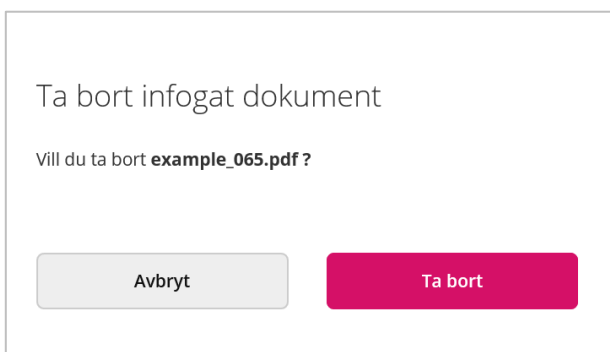 Ta bort infogat dokument
Vill du ta bort example_065.pdf ?
Avbryt
Ta bort